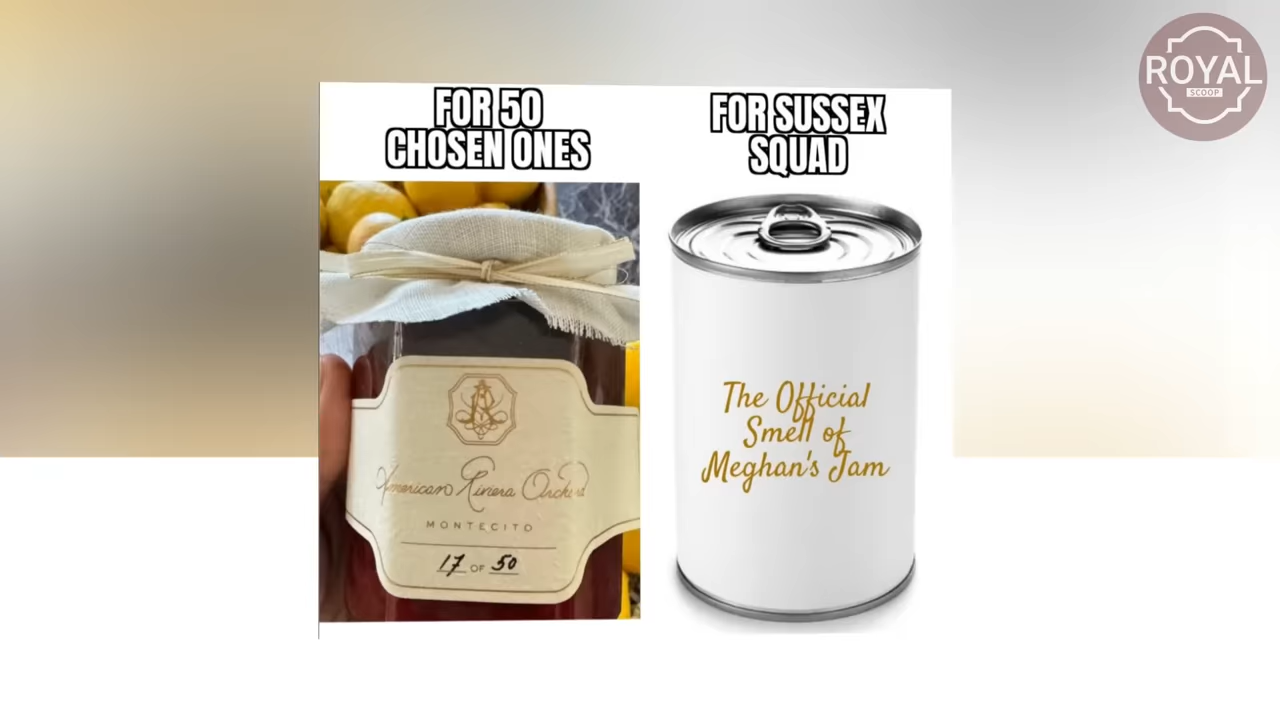 ROYAL
SCOOP
FOR 50
CHOSEN ONES
FOR SUSSEX
SQUAD
American Riviera Orchard
MONTECITO
17 OF 50
The Official
Smell of
Meghan's Jam